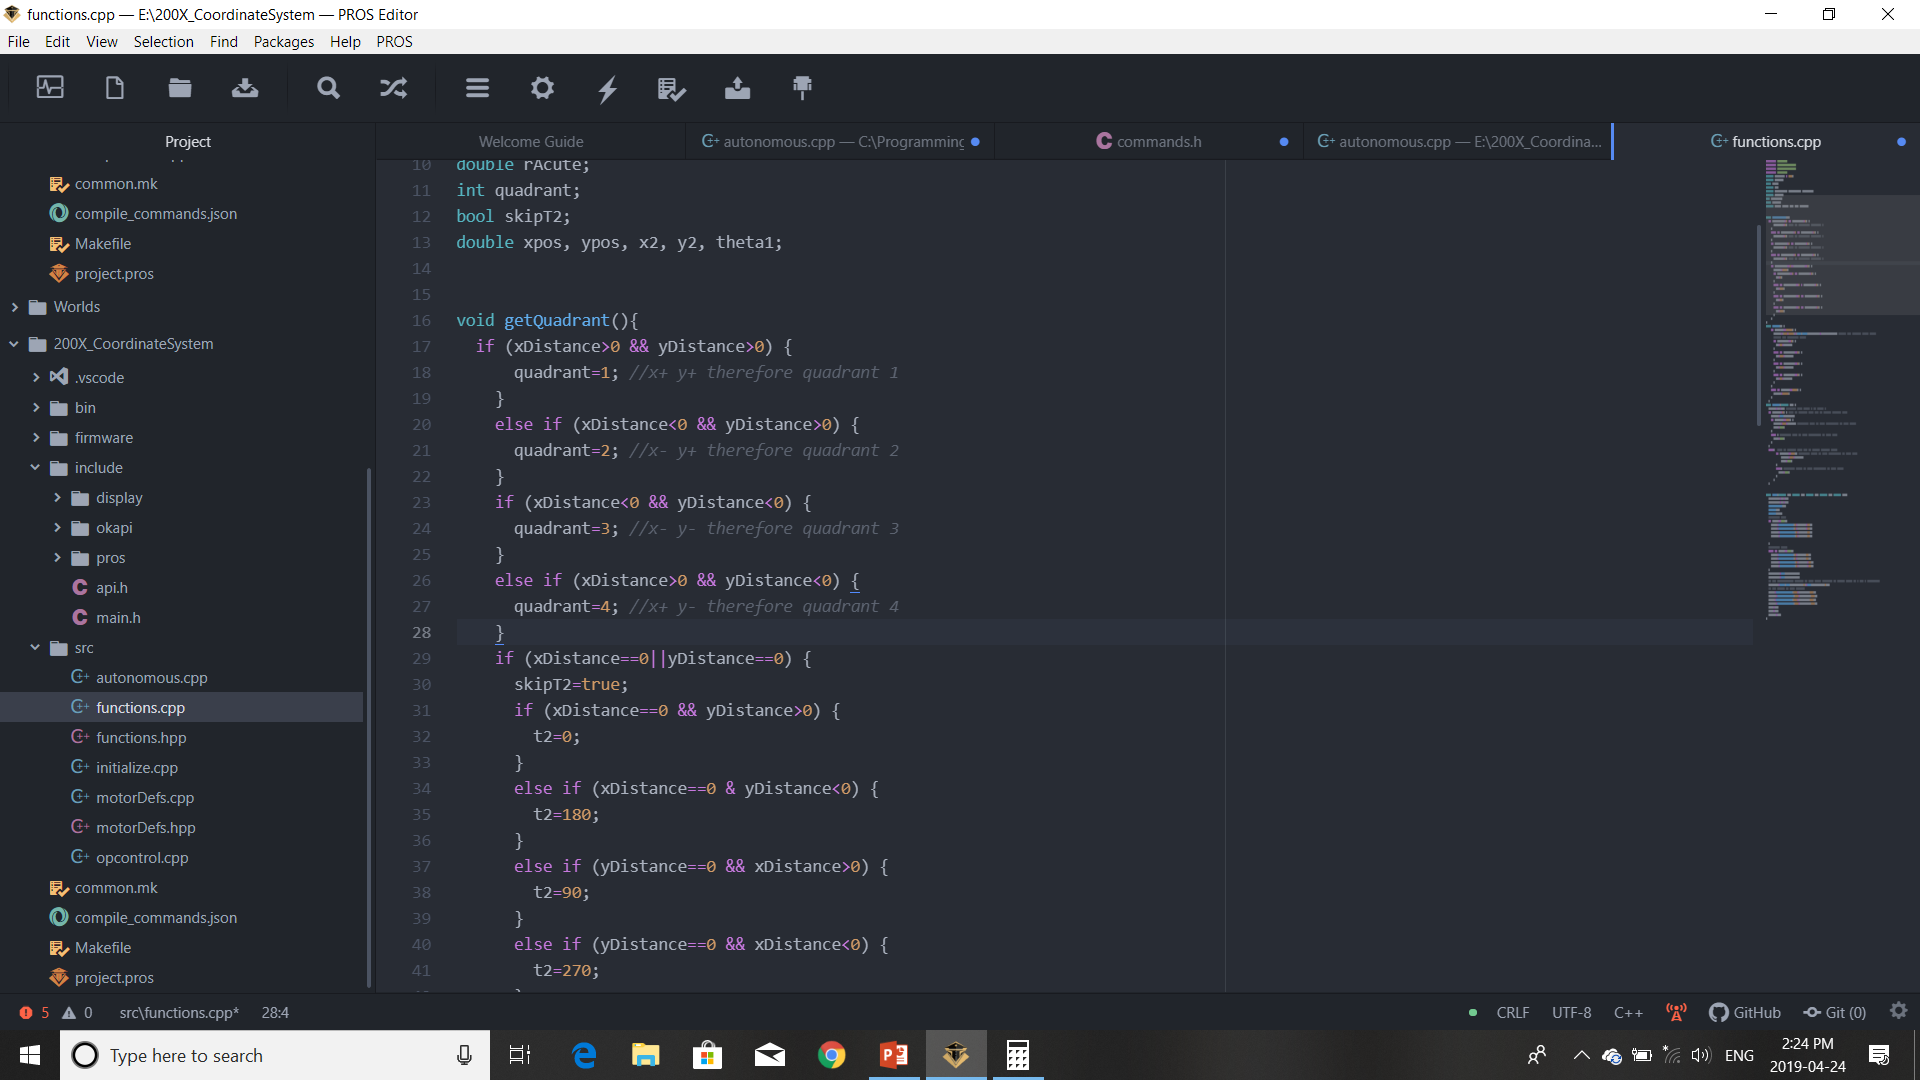 functions.cpp — E:\200X_CoordinateSystem — PROS Editor
File Edit View Selection Find Packages Help PROS
Project
Welcome Guide
autonomous.cpp — C:\Programming
commands.h
autonomous.cpp — E:\200X_Coordina...
functions.cpp
common.mk
compile_commands.json
Makefile
project.pros
Worlds
200X_CoordinateSystem
.vscode
bin
firmware
include
display
okapi
pros
api.h
main.h
src
autonomous.cpp
functions.cpp
functions.hpp
initialize.cpp
motorDefs.cpp
motorDefs.hpp
opcontrol.cpp
common.mk
compile_commands.json
Makefile
project.pros
10 double rAcute;
11 int quadrant;
12 bool skipT2;
13 double xpos, ypos, x2, y2, theta1;
14
15
16 void getQuadrant(){
17 if (xDistance>0 && yDistance>0) {
18 quadrant=1; //x+ y+ therefore quadrant 1
19 }
20 else if (xDistance<0 && yDistance>0) {
21 quadrant=2; //x- y+ therefore quadrant 2
22 }
23 if (xDistance<0 && yDistance<0) {
24 quadrant=3; //x- y- therefore quadrant 3
25 }
26 else if (xDistance>0 && yDistance<0) {
27 quadrant=4; //x+ y- therefore quadrant 4
28 }
29 if (xDistance==0||yDistance==0) {
30 skipT2=true;
31 if (xDistance==0 && yDistance>0) {
32 t2=0;
33 }
34 else if (xDistance==0 & yDistance<0) {
35 t2=180;
36 }
37 else if (yDistance==0 && xDistance>0) {
38 t2=90;
39 }
40 else if (yDistance==0 && xDistance<0) {
41 t2=270;
5 0 src\functions.cpp* 28:4
CRLF UTF-8 C++ GitHub Git (0)
Type here to search
ENG
2:24 PM
2019-04-24